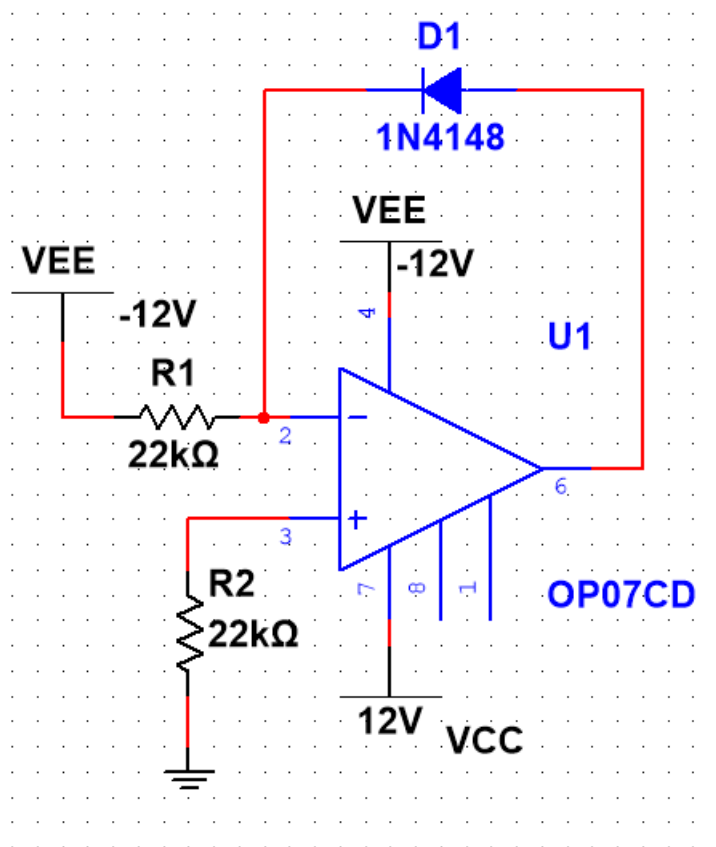 D1
1N4148
VEE
-12V
VEE
-12V
4
U1
R1
22kΩ
2
6
3
R2
22kΩ
7
8
1
OP07CD
12V
VCC